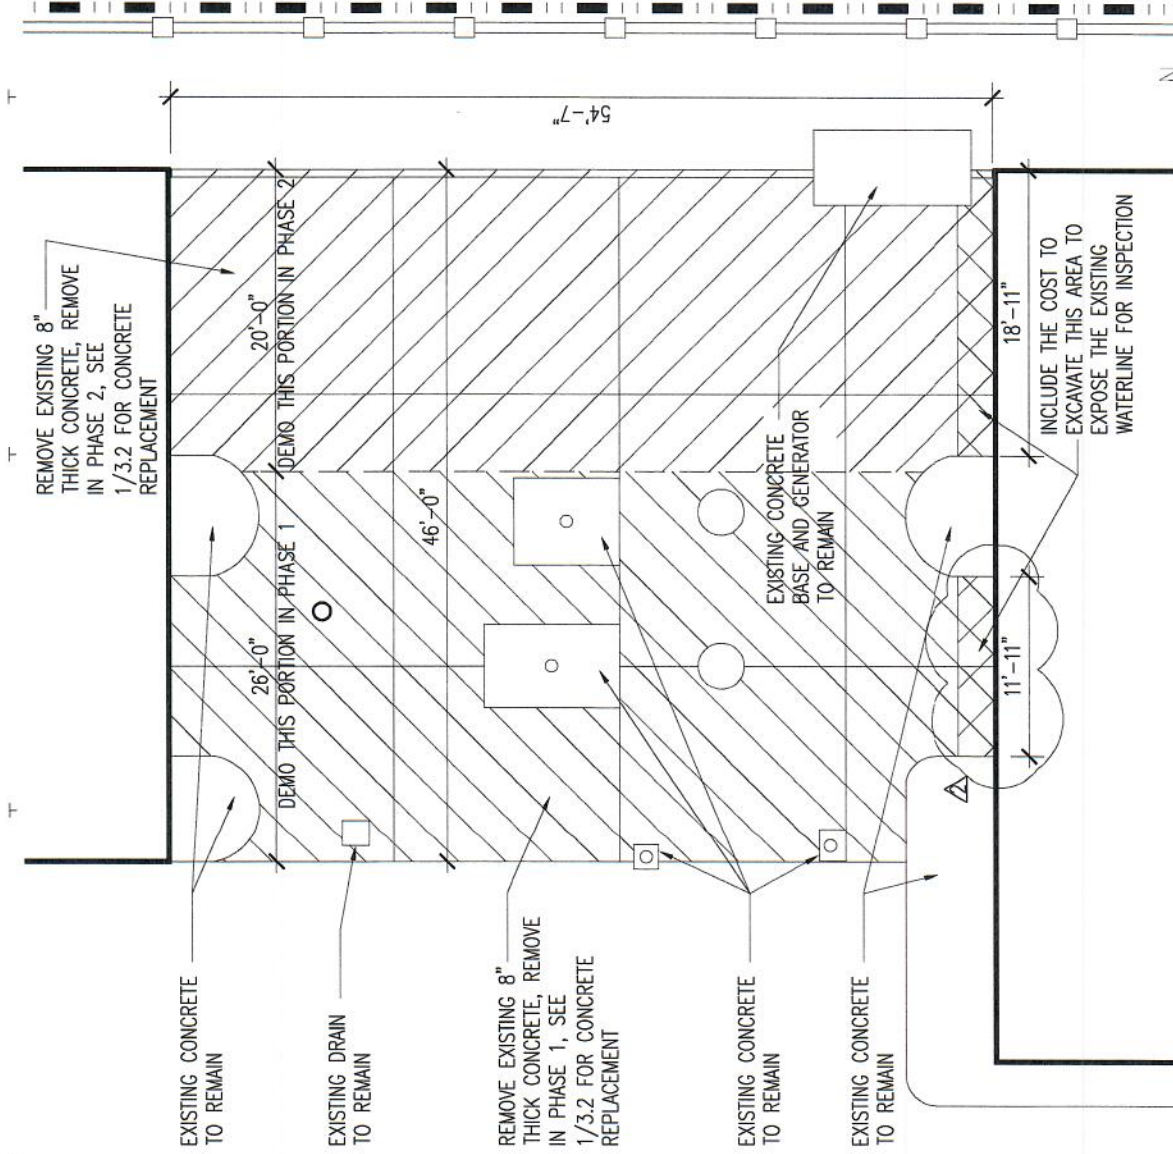 54'-7"
REMOVE EXISTING 8"
THICK CONCRETE, REMOVE
IN PHASE 2, SEE
1/3.2 FOR CONCRETE
REPLACEMENT
20'-0"
DEMO THIS PORTION IN PHASE 2
46'-0"
26'-0"
DEMO THIS PORTION IN PHASE 1
EXISTING CONCRETE
BASE AND GENERATOR
TO REMAIN
18'-11"
INCLUDE THE COST TO
EXCAVATE THIS AREA TO
EXPOSE THE EXISTING
WATERLINE FOR INSPECTION
11'-11"
2
EXISTING CONCRETE
TO REMAIN
EXISTING DRAIN
TO REMAIN
REMOVE EXISTING 8"
THICK CONCRETE, REMOVE
IN PHASE 1, SEE
1/3.2 FOR CONCRETE
REPLACEMENT
EXISTING CONCRETE
TO REMAIN
EXISTING CONCRETE
TO REMAIN